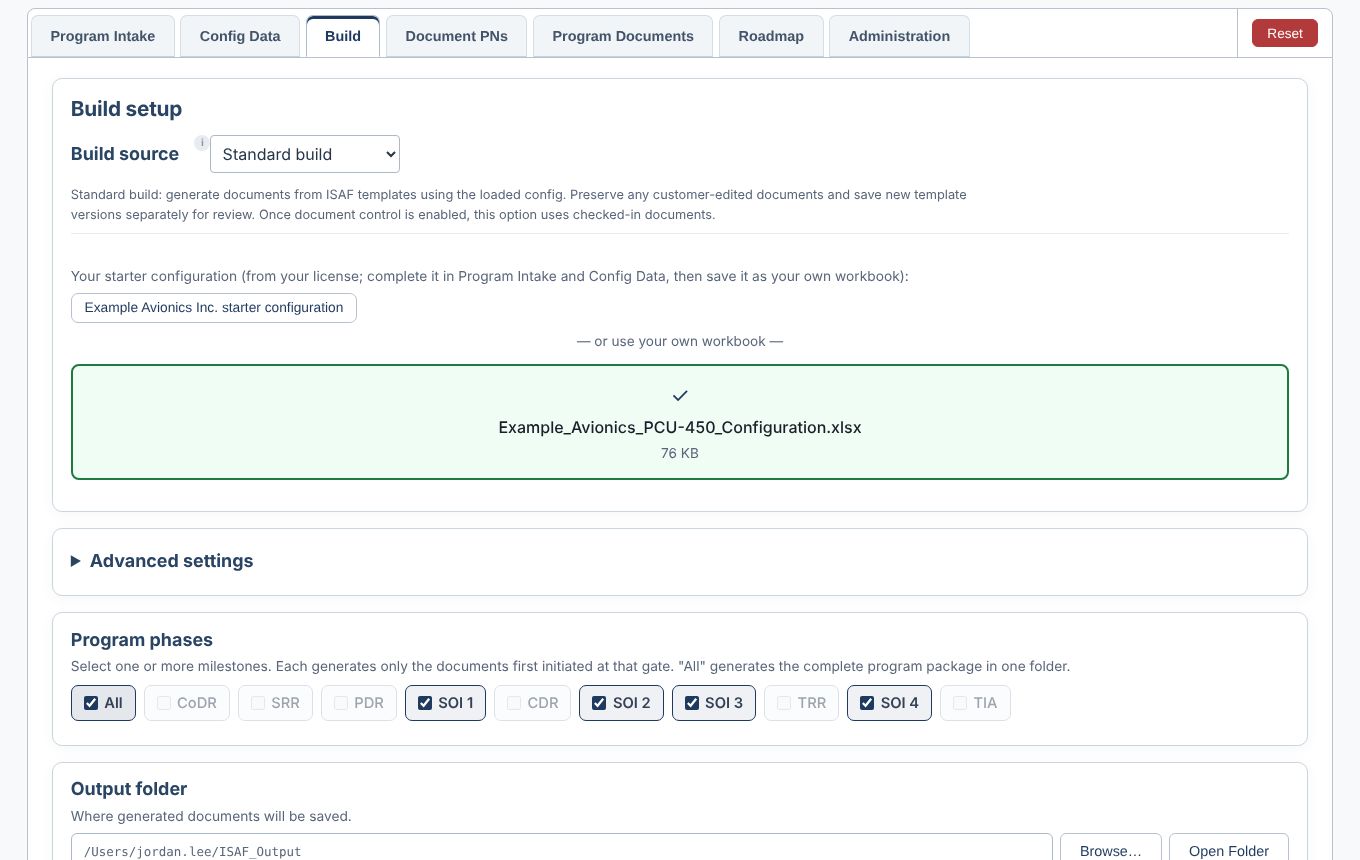 Program Intake
Config Data
Build
Document PNs
Program Documents
Roadmap
Administration
Reset
Build setup
Build source
i
Standard build
Standard build: generate documents from ISAF templates using the loaded config. Preserve any customer-edited documents and save new template
versions separately for review. Once document control is enabled, this option uses checked-in documents.
Your starter configuration (from your license; complete it in Program Intake and Config Data, then save it as your own workbook):
Example Avionics Inc. starter configuration
— or use your own workbook —
Example_Avionics_PCU-450_Configuration.xlsx
76 KB
Advanced settings
Program phases
Select one or more milestones. Each generates only the documents first initiated at that gate. "All" generates the complete program package in one folder.
All
CoDR
SRR
PDR
SOI 1
CDR
SOI 2
SOI 3
TRR
SOI 4
TIA
Output folder
Where generated documents will be saved.
/Users/jordan.lee/ISAF_Output
Browse...
Open Folder